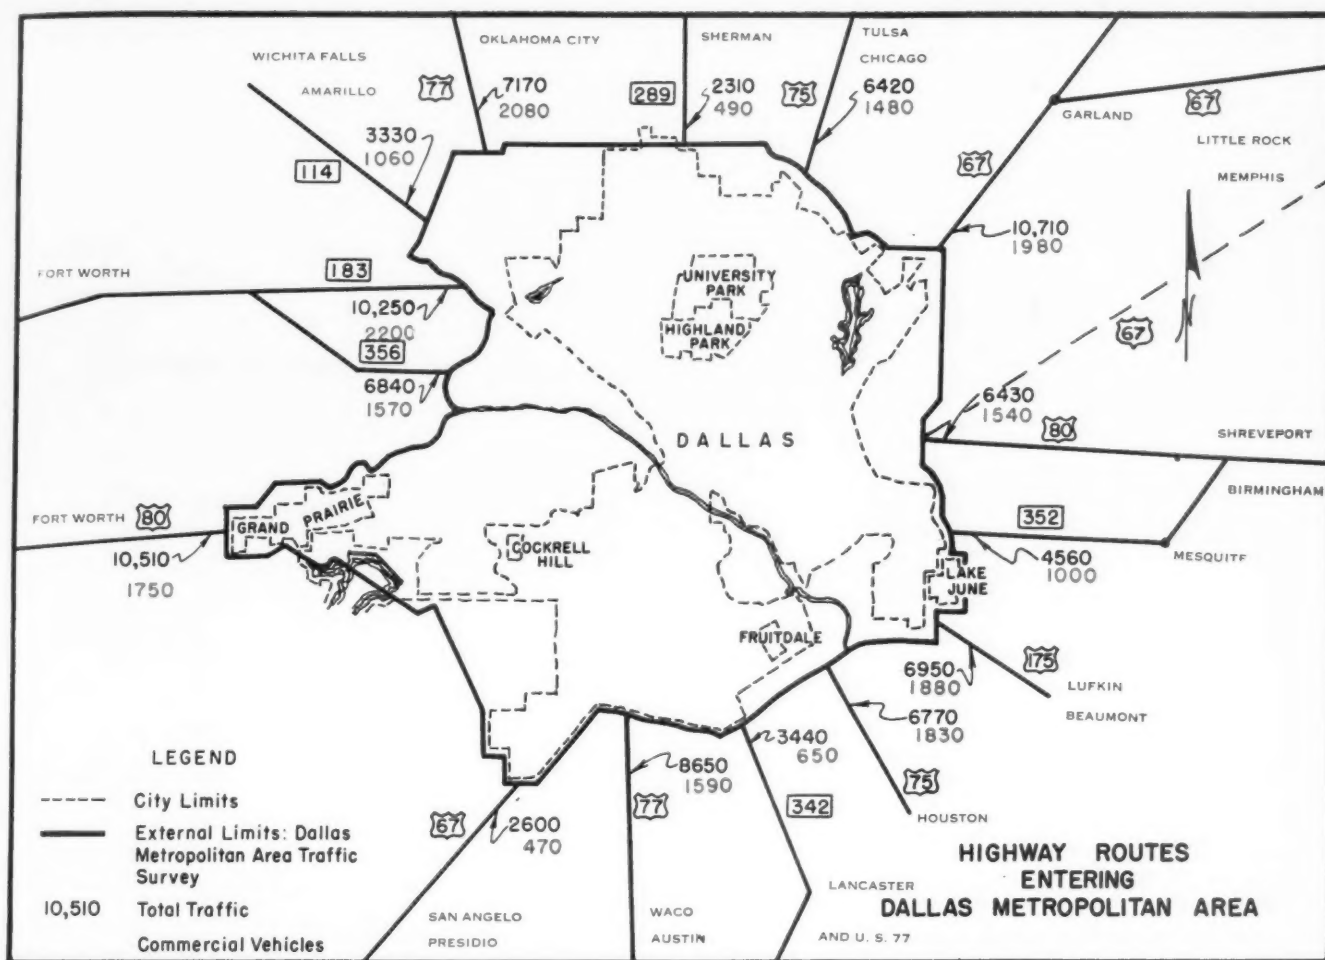 WICHITA FALLS
AMARILLO
3330
1060
114
77
OKLAHOMA CITY
7170
2080
289
SHERMAN
2310
490
75
TULSA
CHICAGO
6420
1480
67
GARLAND
67
LITTLE ROCK
MEMPHIS
10,710
1980
67
FORT WORTH
183
10,250
2200
356
6840
1570
UNIVERSITY
PARK
HIGHLAND
PARK
DALLAS
6430
1540
80
SHREVEPORT
BIRMINGHAM
352
4560
1000
MESQUITE
FORT WORTH
80
10,510
1750
GRAND PRAIRIE
COCKRELL
HILL
LAKE
JUNE
FRUITDALE
6950
1880
175
LUFKIN
BEAUMONT
6770
1830
75
HOUSTON
3440
650
342
LANCASTER
AND U. S. 77
8650
1590
77
WACO
AUSTIN
67
2600
470
SAN ANGELO
PRESIDIO
LEGEND
City Limits
External Limits: Dallas
Metropolitan Area Traffic
Survey
10,510 Total Traffic
Commercial Vehicles
HIGHWAY ROUTES
ENTERING
DALLAS METROPOLITAN AREA